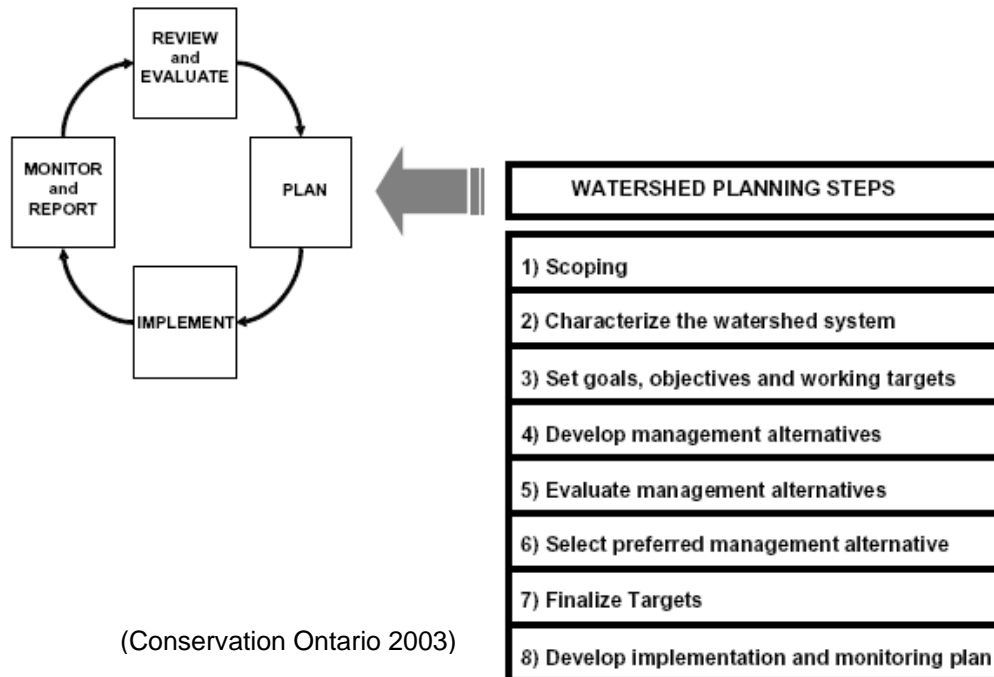 REVIEW
and
EVALUATE
MONITOR
and
REPORT
PLAN
IMPLEMENT
WATERSHED PLANNING STEPS
1) Scoping
2) Characterize the watershed system
3) Set goals, objectives and working targets
4) Develop management alternatives
5) Evaluate management alternatives
6) Select preferred management alternative
7) Finalize Targets
8) Develop implementation and monitoring plan
(Conservation Ontario 2003)